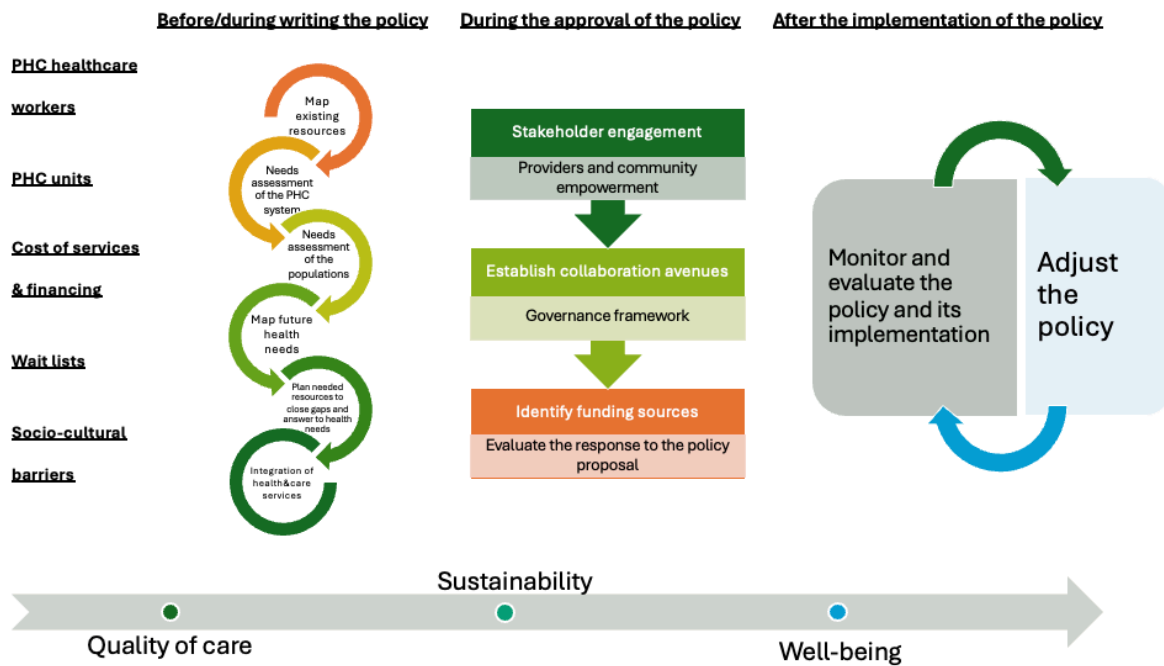 Before/during writing the policy
During the approval of the policy
After the implementation of the policy
PHC healthcare
workers
PHC units
Cost of services
& financing
Wait lists
Socio-cultural
barriers
Map
existing
resources
Needs
assessment
of the PHC
system
Needs
assessment
of the
populations
Map future
health
needs
Plan needed
resources to
close gaps and
answer to health
needs
Integration of
health&care
services
Stakeholder engagement
Providers and community
empowerment
Establish collaboration avenues
Governance framework
Identify funding sources
Evaluate the response to the policy
proposal
Monitor and
evaluate the
policy and its
implementation
Adjust
the
policy
Sustainability
Quality of care
Well-being